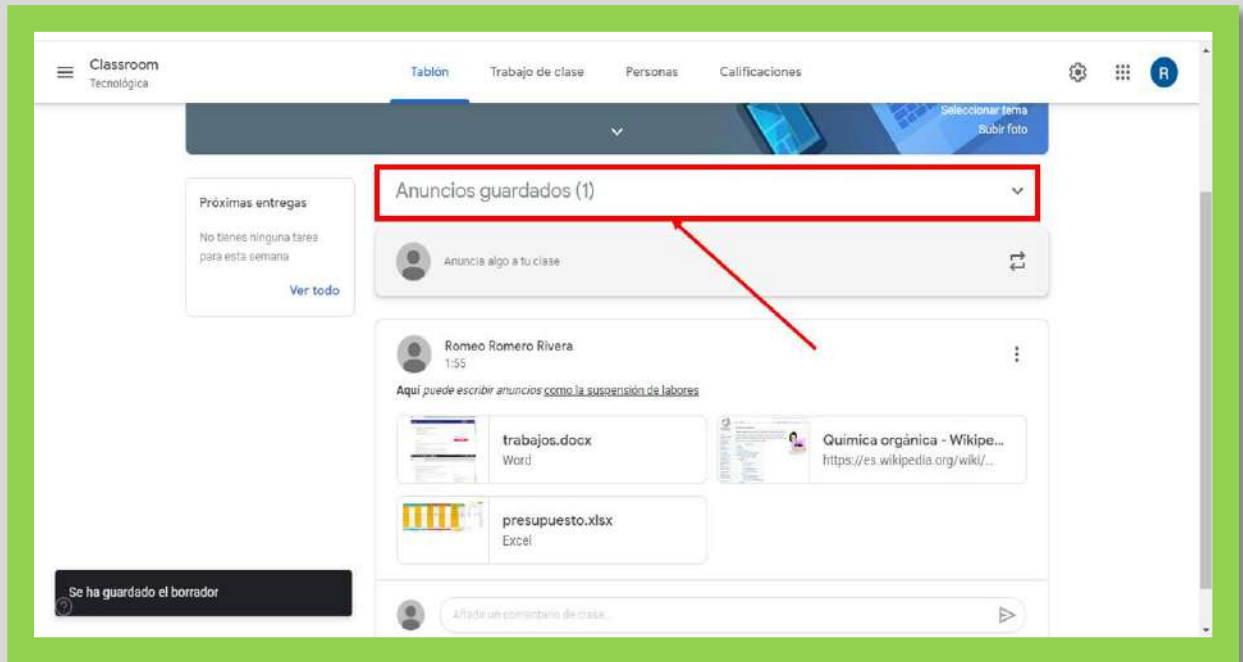 Classroom
Tecnológica
Tablón
Trabajo de clase
Personas
Calificaciones
R
Seleccionar tema
Subir foto
Próximas entregas
No tienes ninguna tarea
para esta semana
Ver todo
Anuncios guardados (1)
Anuncia algo a tu clase
Romeo Romero Rivera
1:55
Aquí puede escribir anuncios como la suspensión de labores
trabajos.docx
Word
Química orgánica - Wikipe...
https://es.wikipedia.org/wiki/...
presupuesto.xlsx
Excel
Se ha guardado el borrador
Añadir un comentario de clase...